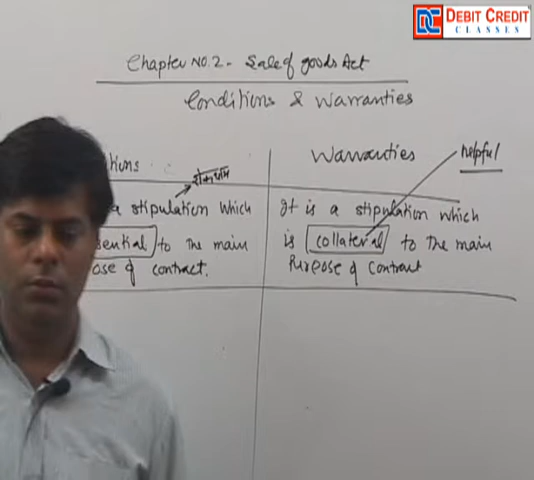 DEBIT CREDIT
CLASSES
Chapter No. 2 - Sale of goods Act
Conditions & Warranties
tions
Warranties
helpful
a stipulation which
sential to the main
ose of contract.
It is a stipulation which
is collateral to the main
Purpose of Contract